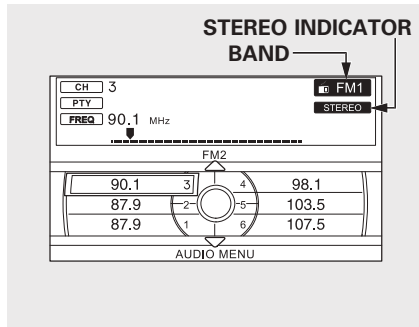 STEREO INDICATOR
BAND
CH 3 FM1
PTY STEREO
FREQ 90.1 MHz
FM2
90.1 3 4 98.1
87.9 2 5 103.5
87.9 1 6 107.5
AUDIO MENU